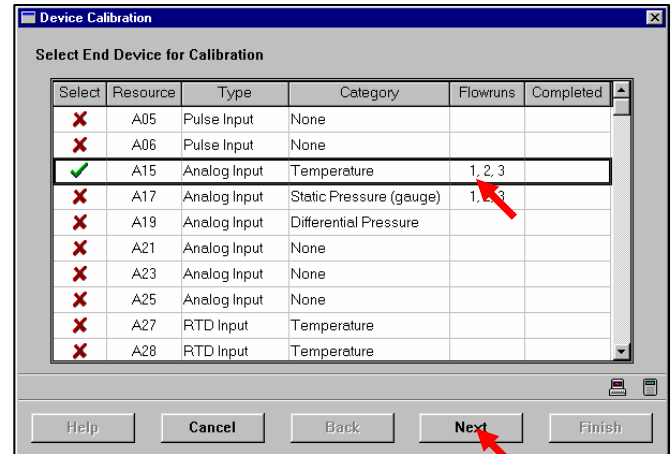 Device Calibration
Select End Device for Calibration
Select Resource Type Category Flowruns Completed
A05 Pulse Input None
A06 Pulse Input None
A15 Analog Input Temperature 1, 2, 3
A17 Analog Input Static Pressure (gauge) 1, 2, 3
A19 Analog Input Differential Pressure
A21 Analog Input None
A23 Analog Input None
A25 Analog Input None
A27 RTD Input Temperature
A28 RTD Input Temperature
Help Cancel Back Next Finish